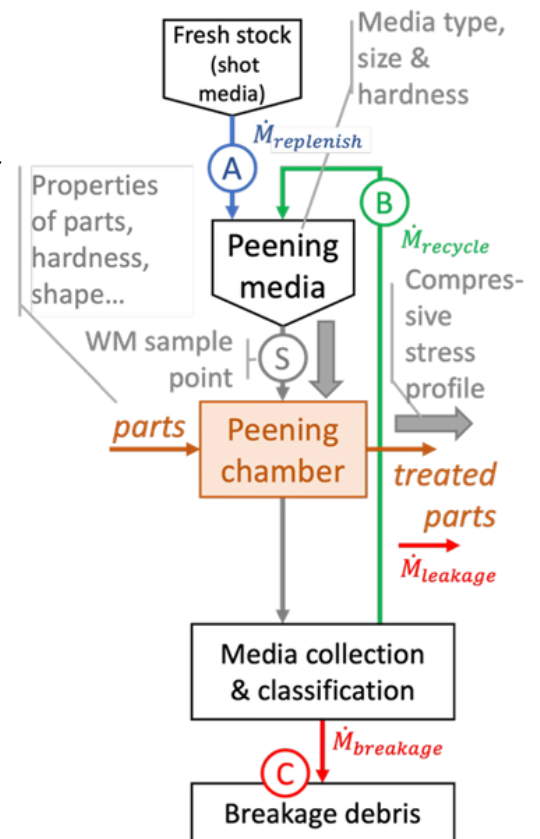 Fresh stock
(shot
media)
Media type,
size &
hardness
Ṁreplenish
A
Properties
of parts,
hardness,
shape...
B
Peening
media
Ṁrecycle
Compres-
sive
stress
profile
WM sample
point
S
parts
Peening
chamber
treated
parts
Ṁleakage
Media collection
& classification
Ṁbreakage
C
Breakage debris